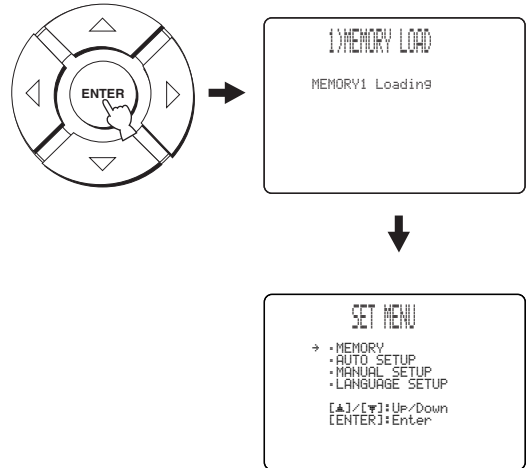 ENTER
1)MEMORY LOAD
MEMORY1 Loading
SET MENU
→ ・MEMORY
・AUTO SETUP
・MANUAL SETUP
・LANGUAGE SETUP
[▲]/[▼]:Up/Down
[ENTER]:Enter